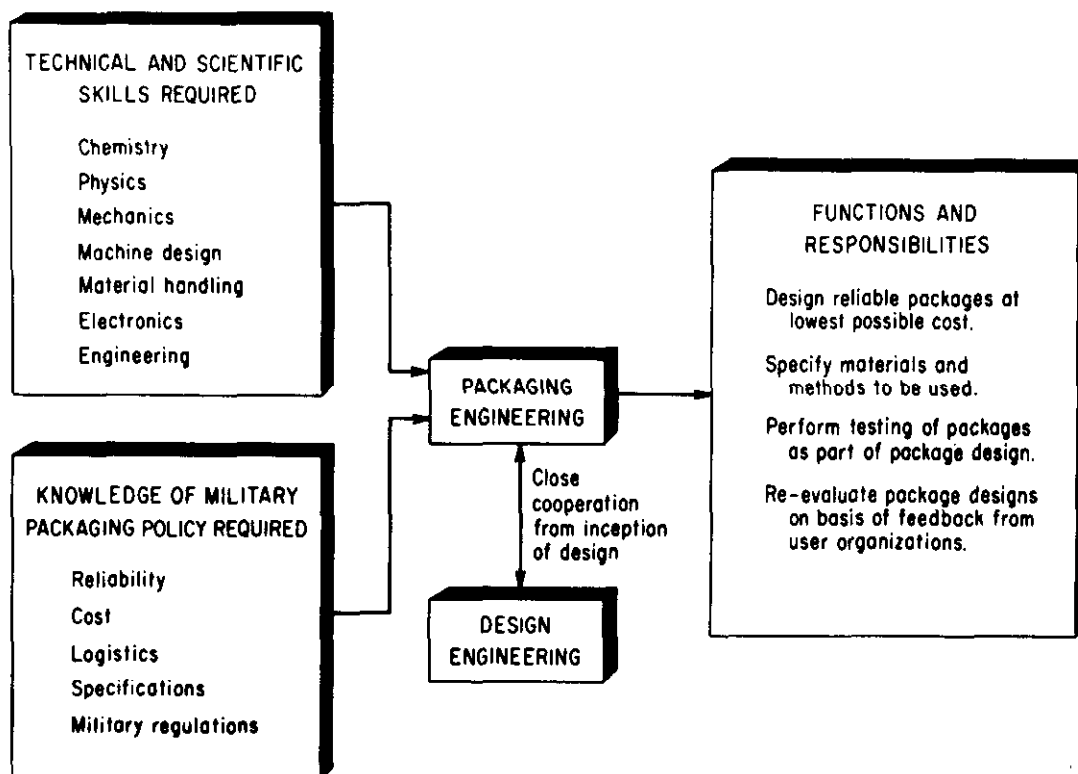 TECHNICAL AND SCIENTIFIC
SKILLS REQUIRED
Chemistry
Physics
Mechanics
Machine design
Material handling
Electronics
Engineering
KNOWLEDGE OF MILITARY
PACKAGING POLICY REQUIRED
Reliability
Cost
Logistics
Specifications
Military regulations
PACKAGING
ENGINEERING
Close
cooperation
from inception
of design
DESIGN
ENGINEERING
FUNCTIONS AND
RESPONSIBILITIES
Design reliable packages at
lowest possible cost.
Specify materials and
methods to be used.
Perform testing of packages
as part of package design.
Re-evaluate package designs
on basis of feedback from
user organizations.